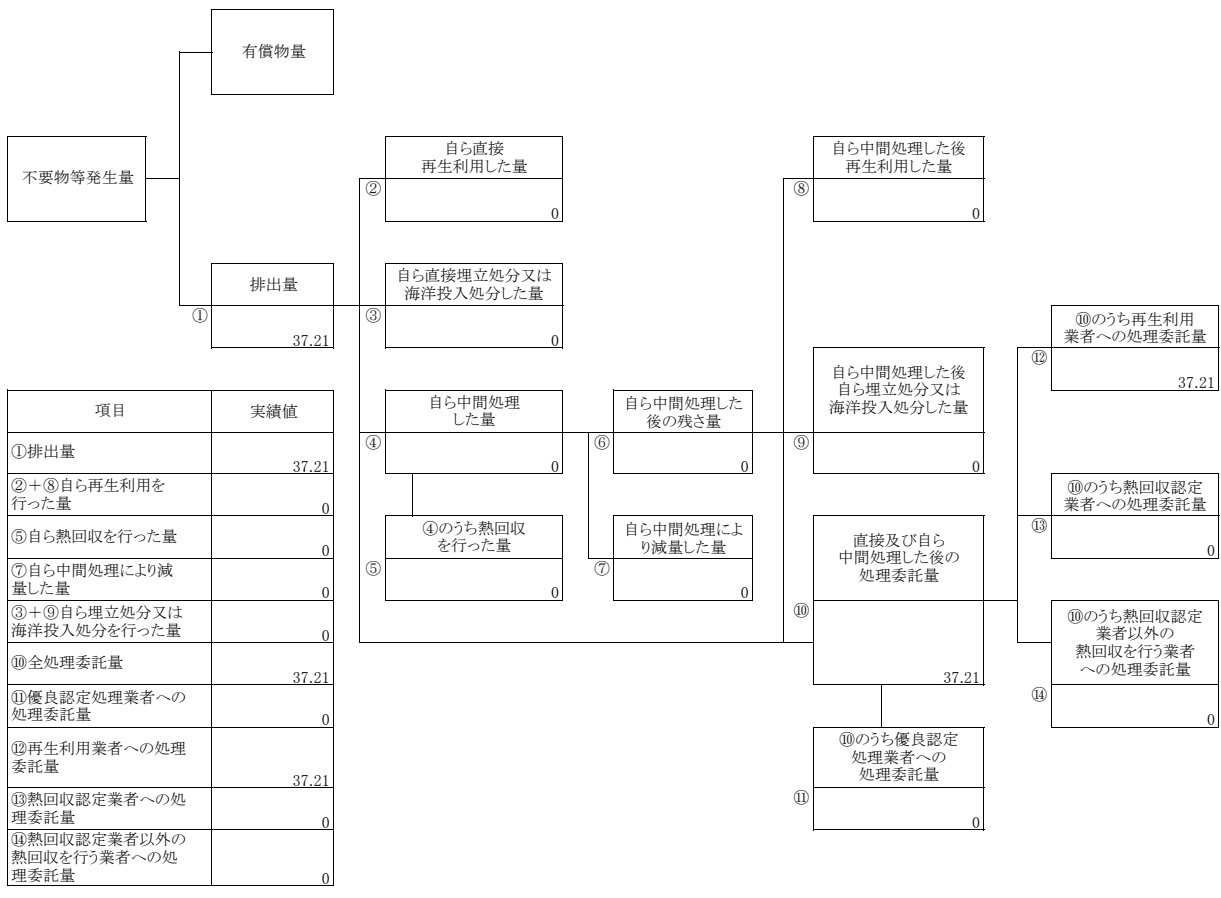 有償物量
不要物等発生量
排出量
①
37.21
自ら直接
再生利用した量
②
0
自ら直接埋立処分又は
海洋投入処分した量
③
0
自ら中間処理
した量
④
0
④のうち熱回収
を行った量
⑤
0
自ら中間処理した
後の残さ量
⑥
0
自ら中間処理によ
り減量した量
⑦
0
自ら中間処理した後
再生利用した量
⑧
0
自ら中間処理した後
自ら埋立処分又は
海洋投入処分した量
⑨
0
直接及び自ら
中間処理した後の
処理委託量
⑩
37.21
⑩のうち優良認定
処理業者への
処理委託量
⑪
0
⑩のうち再生利用
業者への処理委託量
⑫
37.21
⑩のうち熱回収認定
業者への処理委託量
⑬
0
⑩のうち熱回収認定
業者以外の
熱回収を行う業者
への処理委託量
⑭
0
項目 実績値
①排出量
37.21
②＋⑧自ら再生利用を
行った量
0
⑤自ら熱回収を行った量
0
⑦自ら中間処理により減
量した量
0
③＋⑨自ら埋立処分又は
海洋投入処分を行った量
0
⑩全処理委託量
37.21
⑪優良認定処理業者への
処理委託量
0
⑫再生利用業者への処理
委託量
37.21
⑬熱回収認定業者への処
理委託量
0
⑭熱回収認定業者以外の
熱回収を行う業者への処
理委託量
0